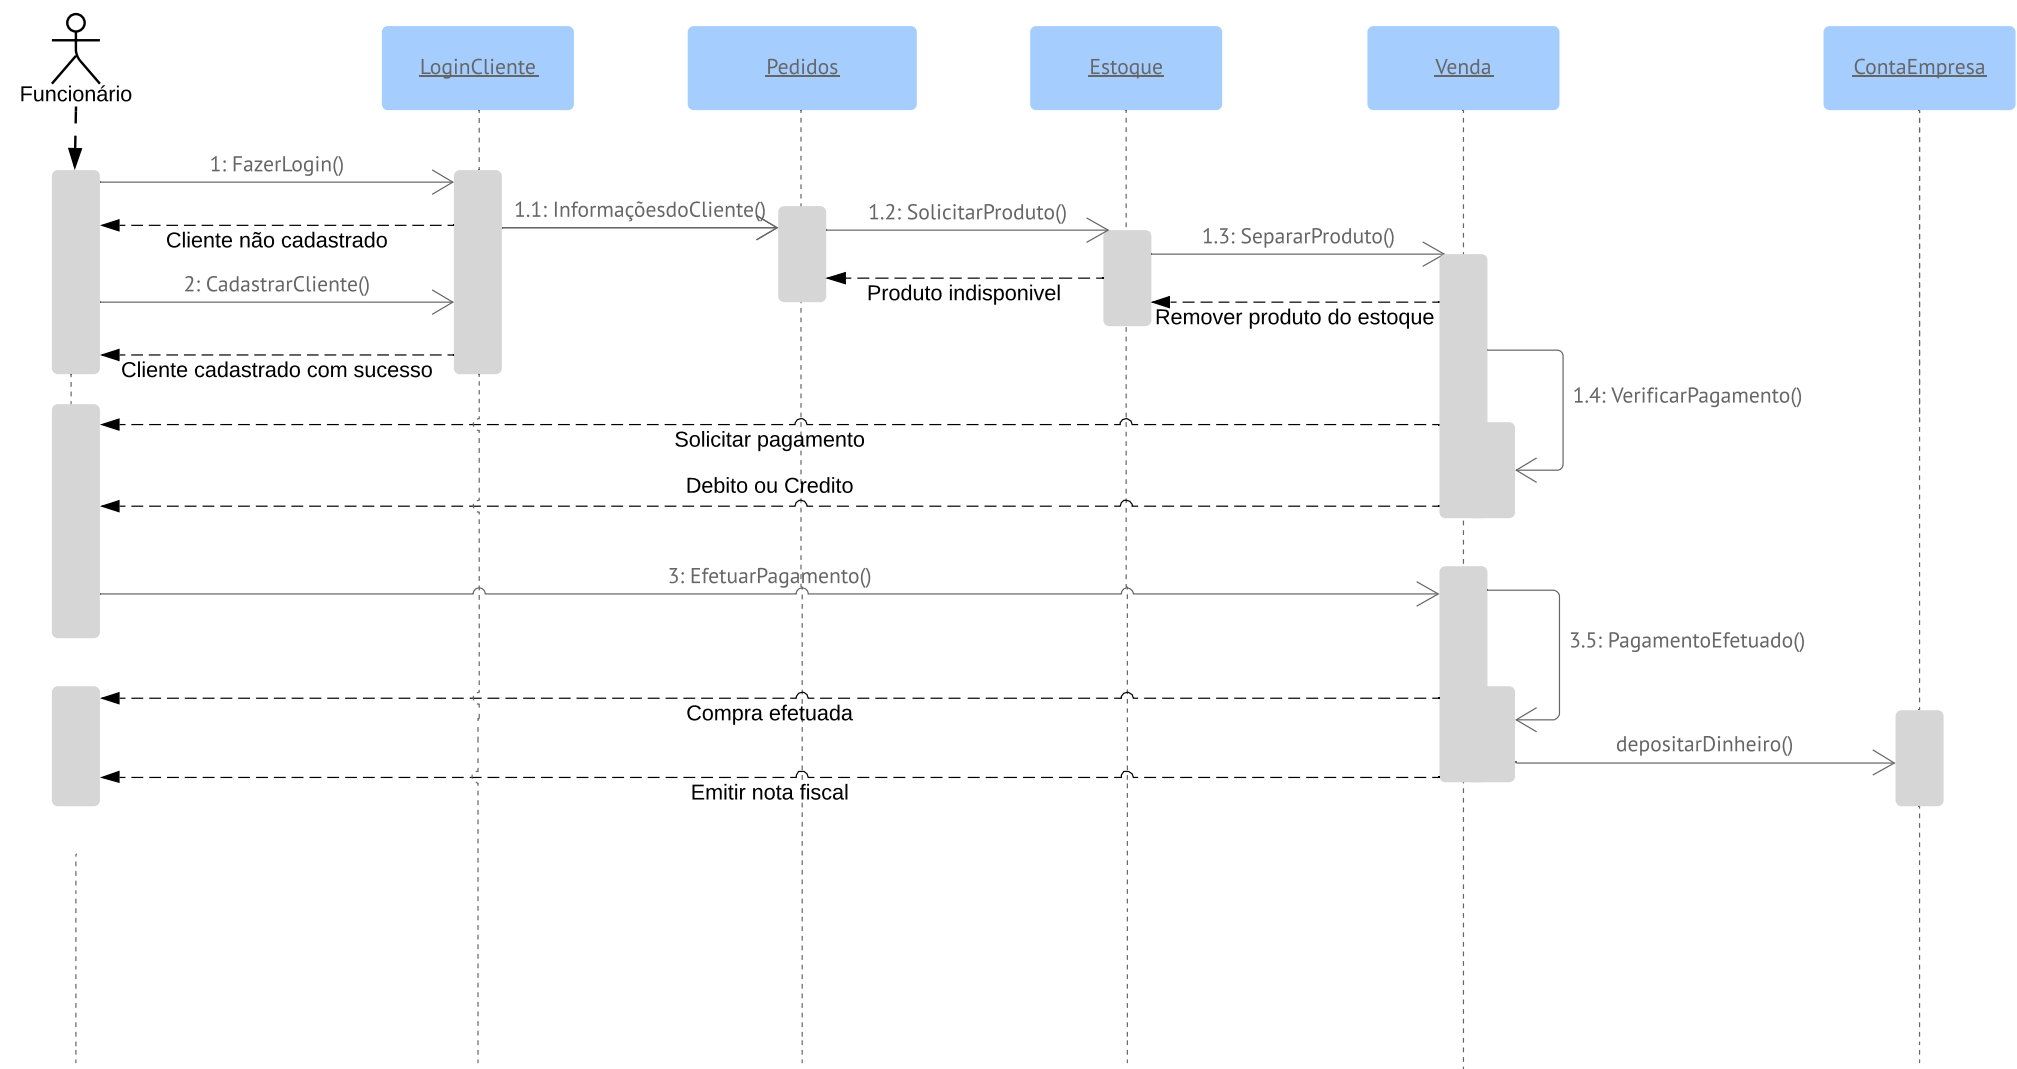 Funcionário
LoginCliente
Pedidos
Estoque
Venda
ContaEmpresa
1: FazerLogin()
1.1: InformaçõesdoCliente()
1.2: SolicitarProduto()
1.3: SepararProduto()
Cliente não cadastrado
2: CadastrarCliente()
Produto indisponivel
Remover produto do estoque
Cliente cadastrado com sucesso
1.4: VerificarPagamento()
Solicitar pagamento
Debito ou Credito
3: EfetuarPagamento()
3.5: PagamentoEfetuado()
Compra efetuada
depositarDinheiro()
Emitir nota fiscal